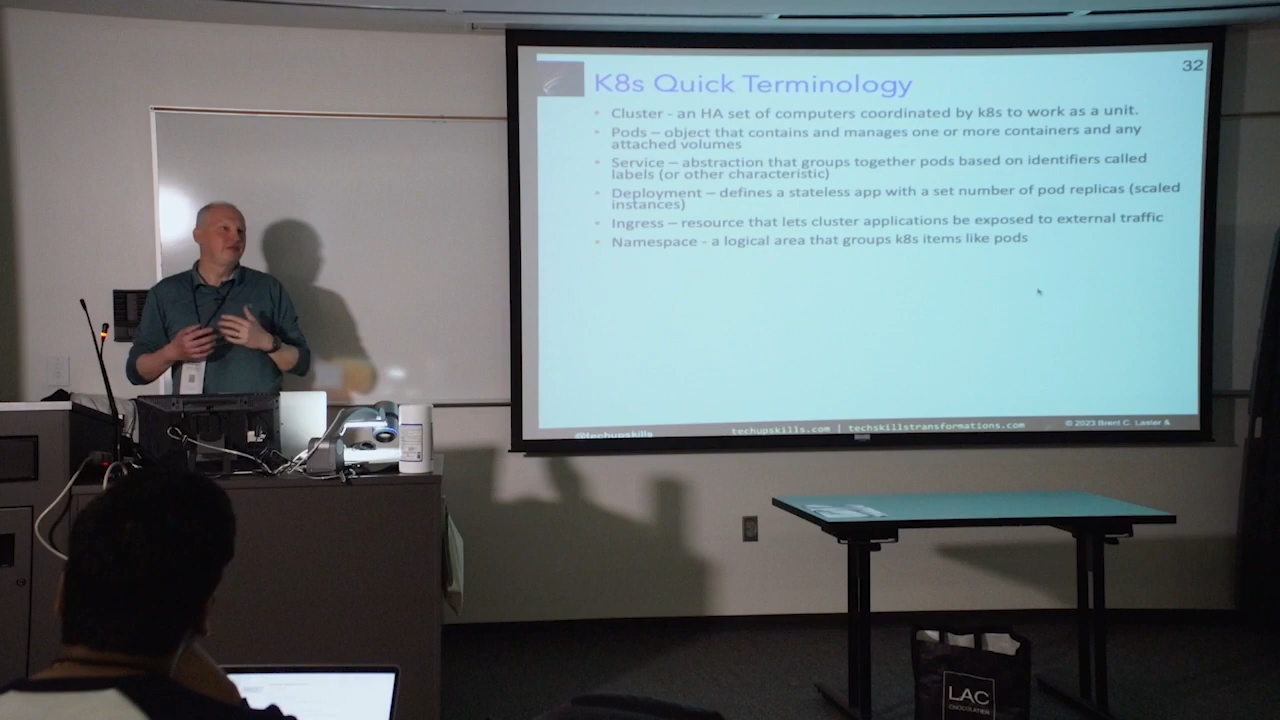 32
K8s Quick Terminology
• Cluster - an HA set of computers coordinated by k8s to work as a unit.
• Pods – object that contains and manages one or more containers and any
attached volumes
• Service – abstraction that groups together pods based on identifiers called
labels (or other characteristic)
• Deployment – defines a stateless app with a set number of pod replicas (scaled
instances)
• Ingress – resource that lets cluster applications be exposed to external traffic
• Namespace - a logical area that groups k8s items like pods
@techupskills
techupskills.com | techskillstransformations.com
© 2023 Brent C. Laster &
LAC
CHOCOLATIER